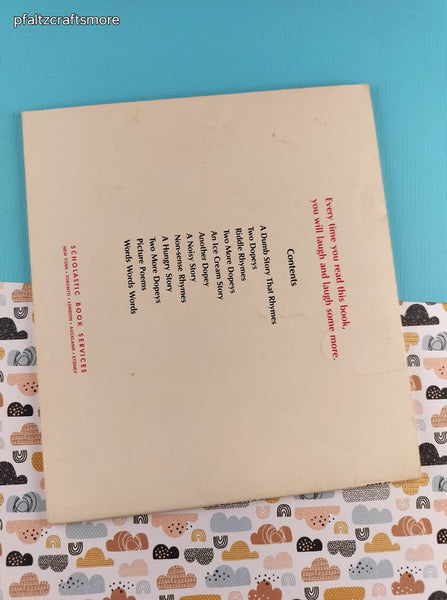 pfaltzcraftsmore
Every time you read this book,
you will laugh and laugh some more.
Contents
A Dumb Story That Rhymes
Two Dopeys
Riddle Rhymes
Two More Dopeys
An Ice Cream Story
Another Dopey
A Noisy Story
Non-sense Rhymes
A Hungry Story
Two More Dopeys
Picture Poems
Words Words Words
SCHOLASTIC BOOK SERVICES
NEW YORK • TORONTO • LONDON • AUCKLAND • SYDNEY